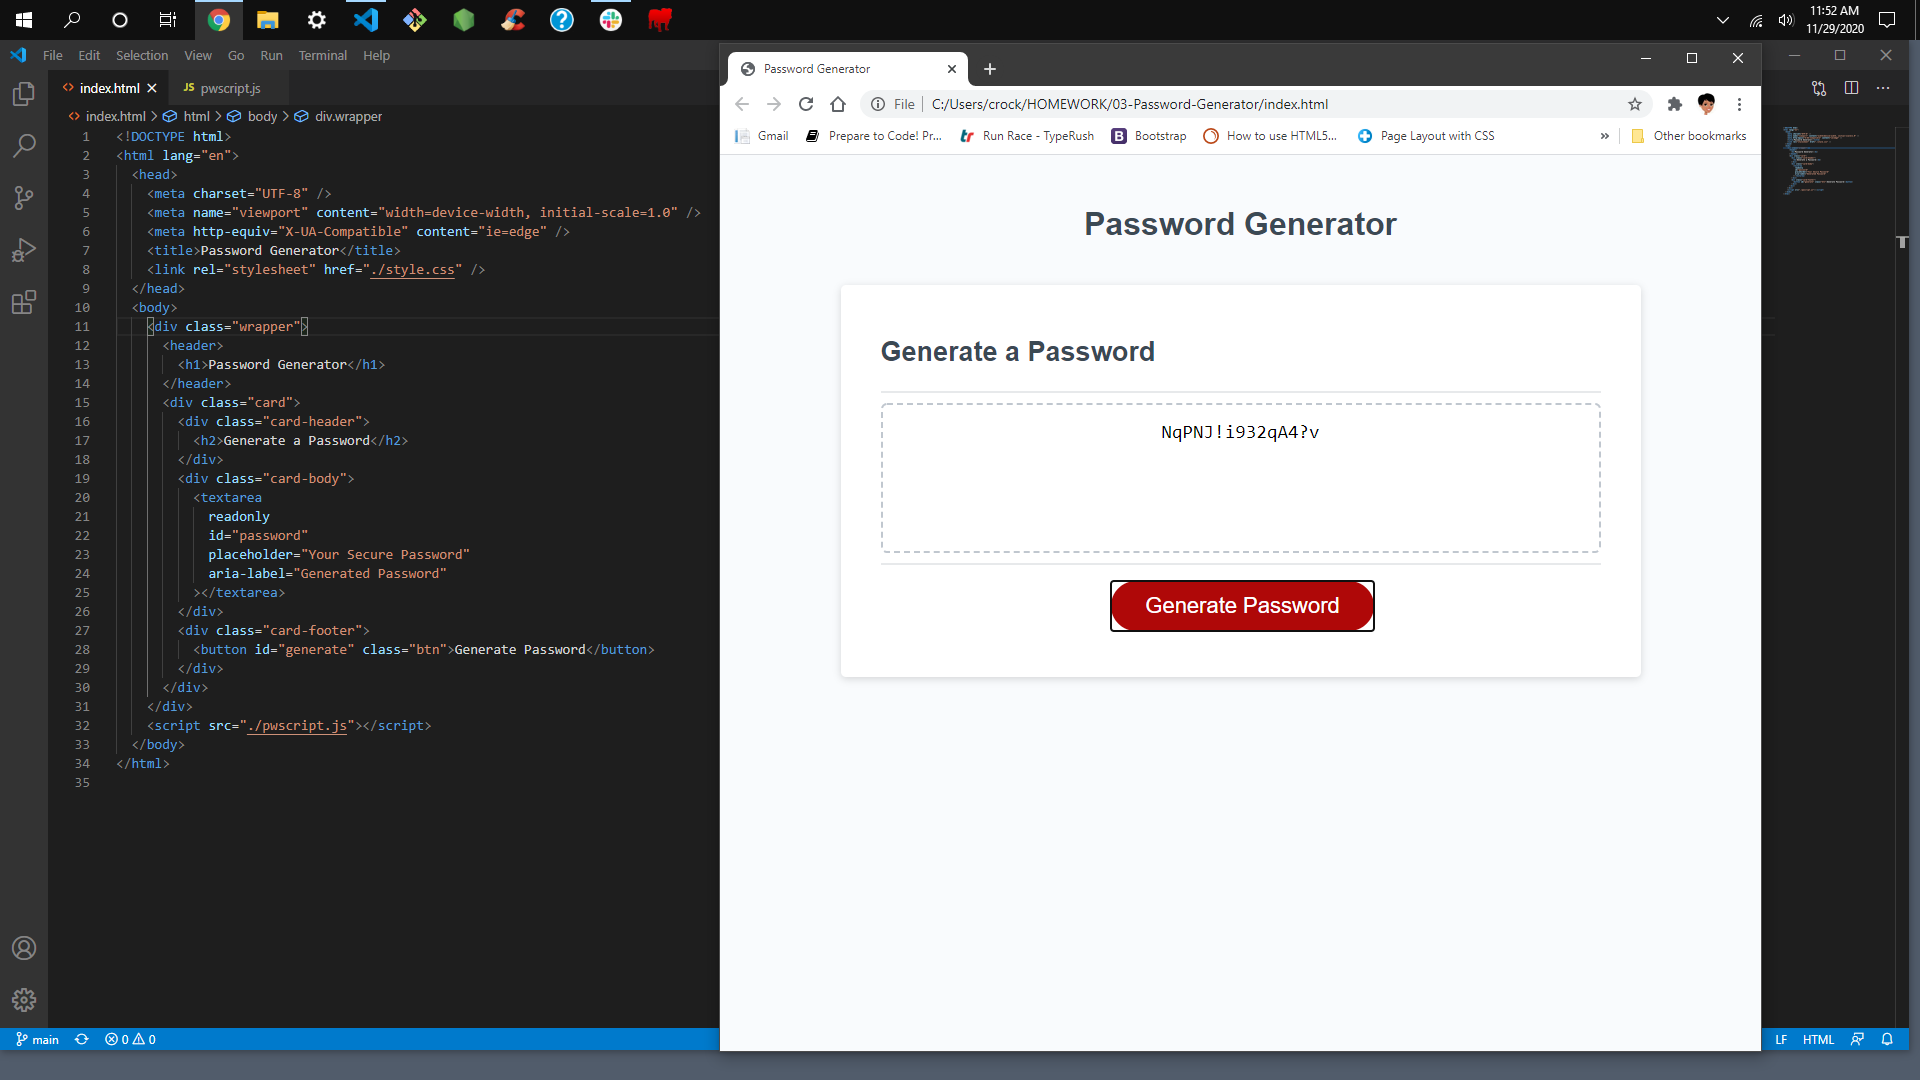 11:52 AM
11/29/2020
File Edit Selection View Go Run Terminal Help
index.html
JS pwscript.js
index.html > html > body > div.wrapper
1 <!DOCTYPE html>
2 <html lang="en">
3 <head>
4 <meta charset="UTF-8" />
5 <meta name="viewport" content="width=device-width, initial-scale=1.0" />
6 <meta http-equiv="X-UA-Compatible" content="ie=edge" />
7 <title>Password Generator</title>
8 <link rel="stylesheet" href="./style.css" />
9 </head>
10 <body>
11 <div class="wrapper">
12 <header>
13 <h1>Password Generator</h1>
14 </header>
15 <div class="card">
16 <div class="card-header">
17 <h2>Generate a Password</h2>
18 </div>
19 <div class="card-body">
20 <textarea
21 readonly
22 id="password"
23 placeholder="Your Secure Password"
24 aria-label="Generated Password"
25 ></textarea>
26 </div>
27 <div class="card-footer">
28 <button id="generate" class="btn">Generate Password</button>
29 </div>
30 </div>
31 </div>
32 <script src="./pwscript.js"></script>
33 </body>
34 </html>
35
main
0 0
Password Generator
File | C:/Users/crock/HOMEWORK/03-Password-Generator/index.html
Gmail
Prepare to Code! Pr...
tr Run Race - TypeRush
B Bootstrap
How to use HTML5...
Page Layout with CSS
»
Other bookmarks
Password Generator
Generate a Password
NqPNJ!i932qA4?v
Generate Password
LF HTML